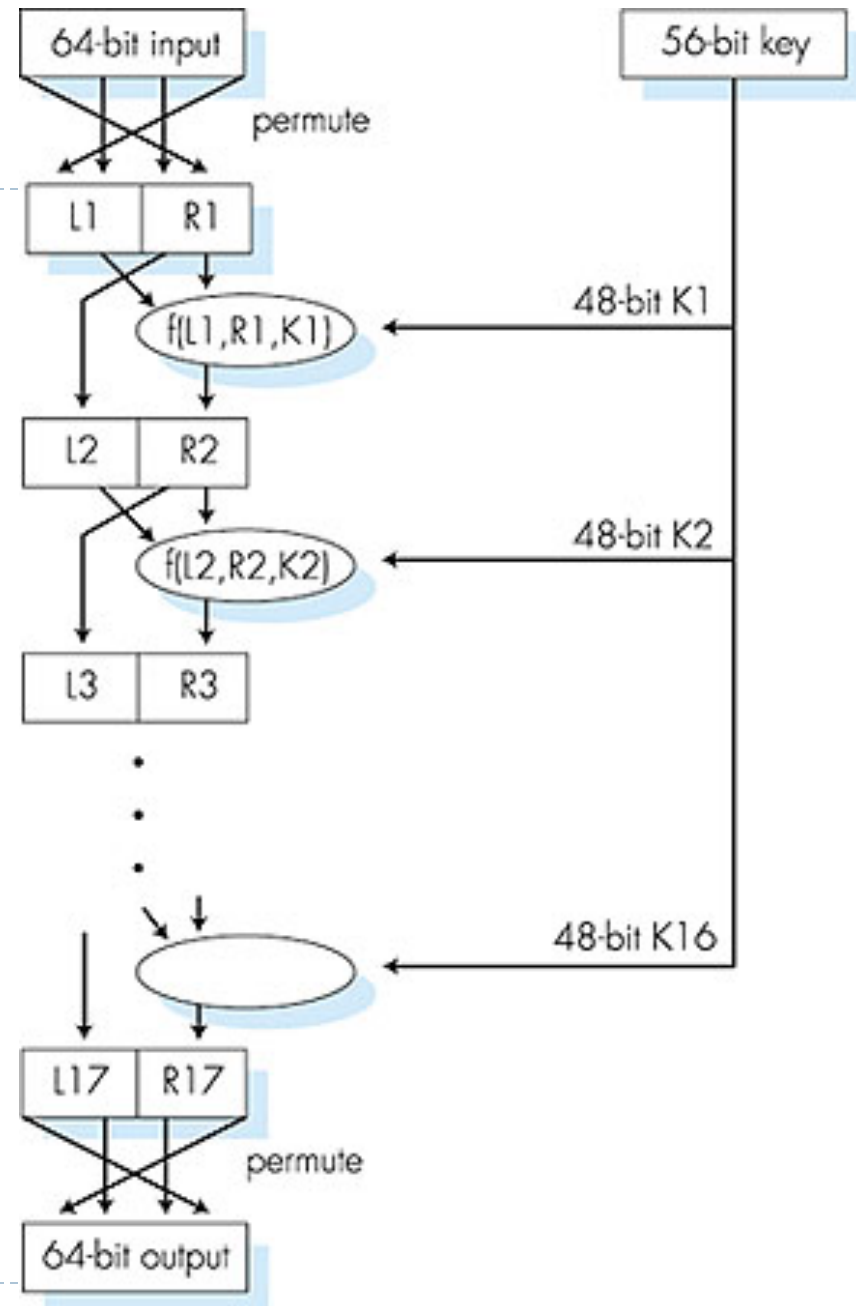 64-bit input
56-bit key
permute
L1 R1
48-bit K1
f(L1,R1,K1)
L2 R2
48-bit K2
f(L2,R2,K2)
L3 R3
48-bit K16
L17 R17
permute
64-bit output